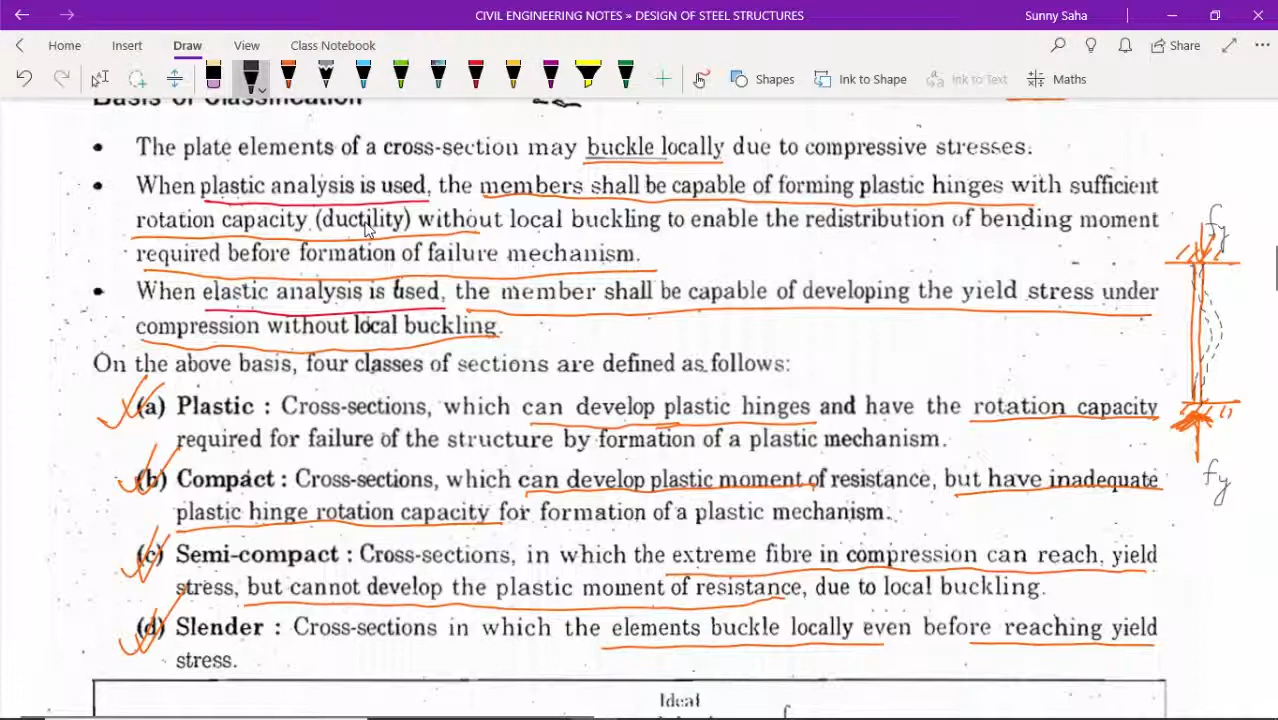 CIVIL ENGINEERING NOTES » DESIGN OF STEEL STRUCTURES
Sunny Saha
Home Insert Draw View Class Notebook
Share
Shapes
Ink to Shape
Ink to Text
Maths
Basis of Classification
• The plate elements of a cross-section may buckle locally due to compressive stresses.
• When plastic analysis is used, the members shall be capable of forming plastic hinges with sufficient
rotation capacity (ductility) without local buckling to enable the redistribution of bending moment
required before formation of failure mechanism.
• When elastic analysis is used, the member shall be capable of developing the yield stress under
compression without local buckling.
On the above basis, four classes of sections are defined as follows:
(a) Plastic : Cross-sections, which can develop plastic hinges and have the rotation capacity
required for failure of the structure by formation of a plastic mechanism.
(b) Compact : Cross-sections, which can develop plastic moment of resistance, but have inadequate
plastic hinge rotation capacity for formation of a plastic mechanism.
(c) Semi-compact : Cross-sections, in which the extreme fibre in compression can reach, yield
stress, but cannot develop the plastic moment of resistance, due to local buckling.
(d) Slender : Cross-sections in which the elements buckle locally even before reaching yield
stress.
Ideal
fy
fy